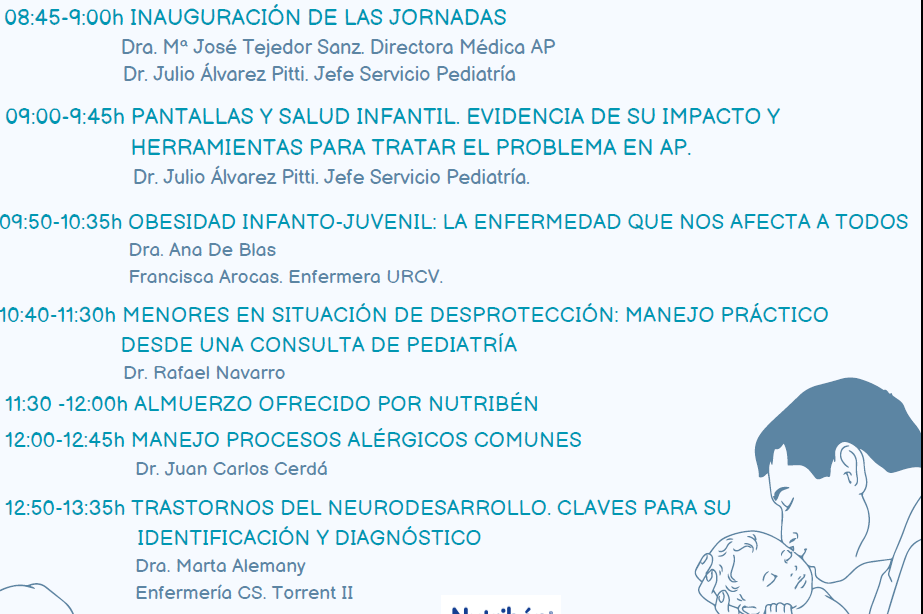 08:45-9:00h INAUGURACIÓN DE LAS JORNADAS
Dra. Mª José Tejedor Sanz. Directora Médica AP
Dr. Julio Álvarez Pitti. Jefe Servicio Pediatría
09:00-9:45h PANTALLAS Y SALUD INFANTIL. EVIDENCIA DE SU IMPACTO Y
HERRAMIENTAS PARA TRATAR EL PROBLEMA EN AP.
Dr. Julio Álvarez Pitti. Jefe Servicio Pediatría.
09:50-10:35h OBESIDAD INFANTO-JUVENIL: LA ENFERMEDAD QUE NOS AFECTA A TODOS
Dra. Ana De Blas
Francisca Arocas. Enfermera URCV.
10:40-11:30h MENORES EN SITUACIÓN DE DESPROTECCIÓN: MANEJO PRÁCTICO
DESDE UNA CONSULTA DE PEDIATRÍA
Dr. Rafael Navarro
11:30 -12:00h ALMUERZO OFRECIDO POR NUTRIBÉN
12:00-12:45h MANEJO PROCESOS ALÉRGICOS COMUNES
Dr. Juan Carlos Cerdá
12:50-13:35h TRASTORNOS DEL NEURODESARROLLO. CLAVES PARA SU
IDENTIFICACIÓN Y DIAGNÓSTICO
Dra. Marta Alemany
Enfermería CS. Torrent II
Nutribén